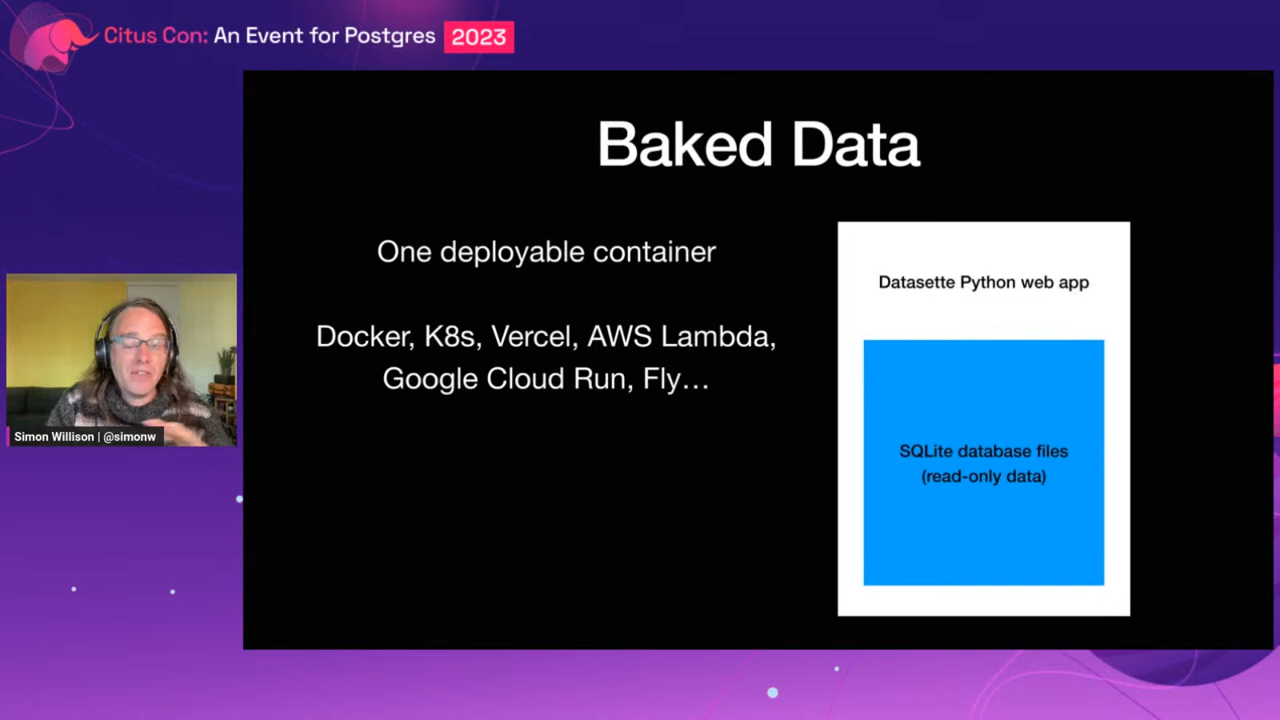 Citus Con: An Event for Postgres 2023
Baked Data
One deployable container
Docker, K8s, Vercel, AWS Lambda,
Google Cloud Run, Fly…
Datasette Python web app
SQLite database files
(read-only data)
Simon Willison | @simonw